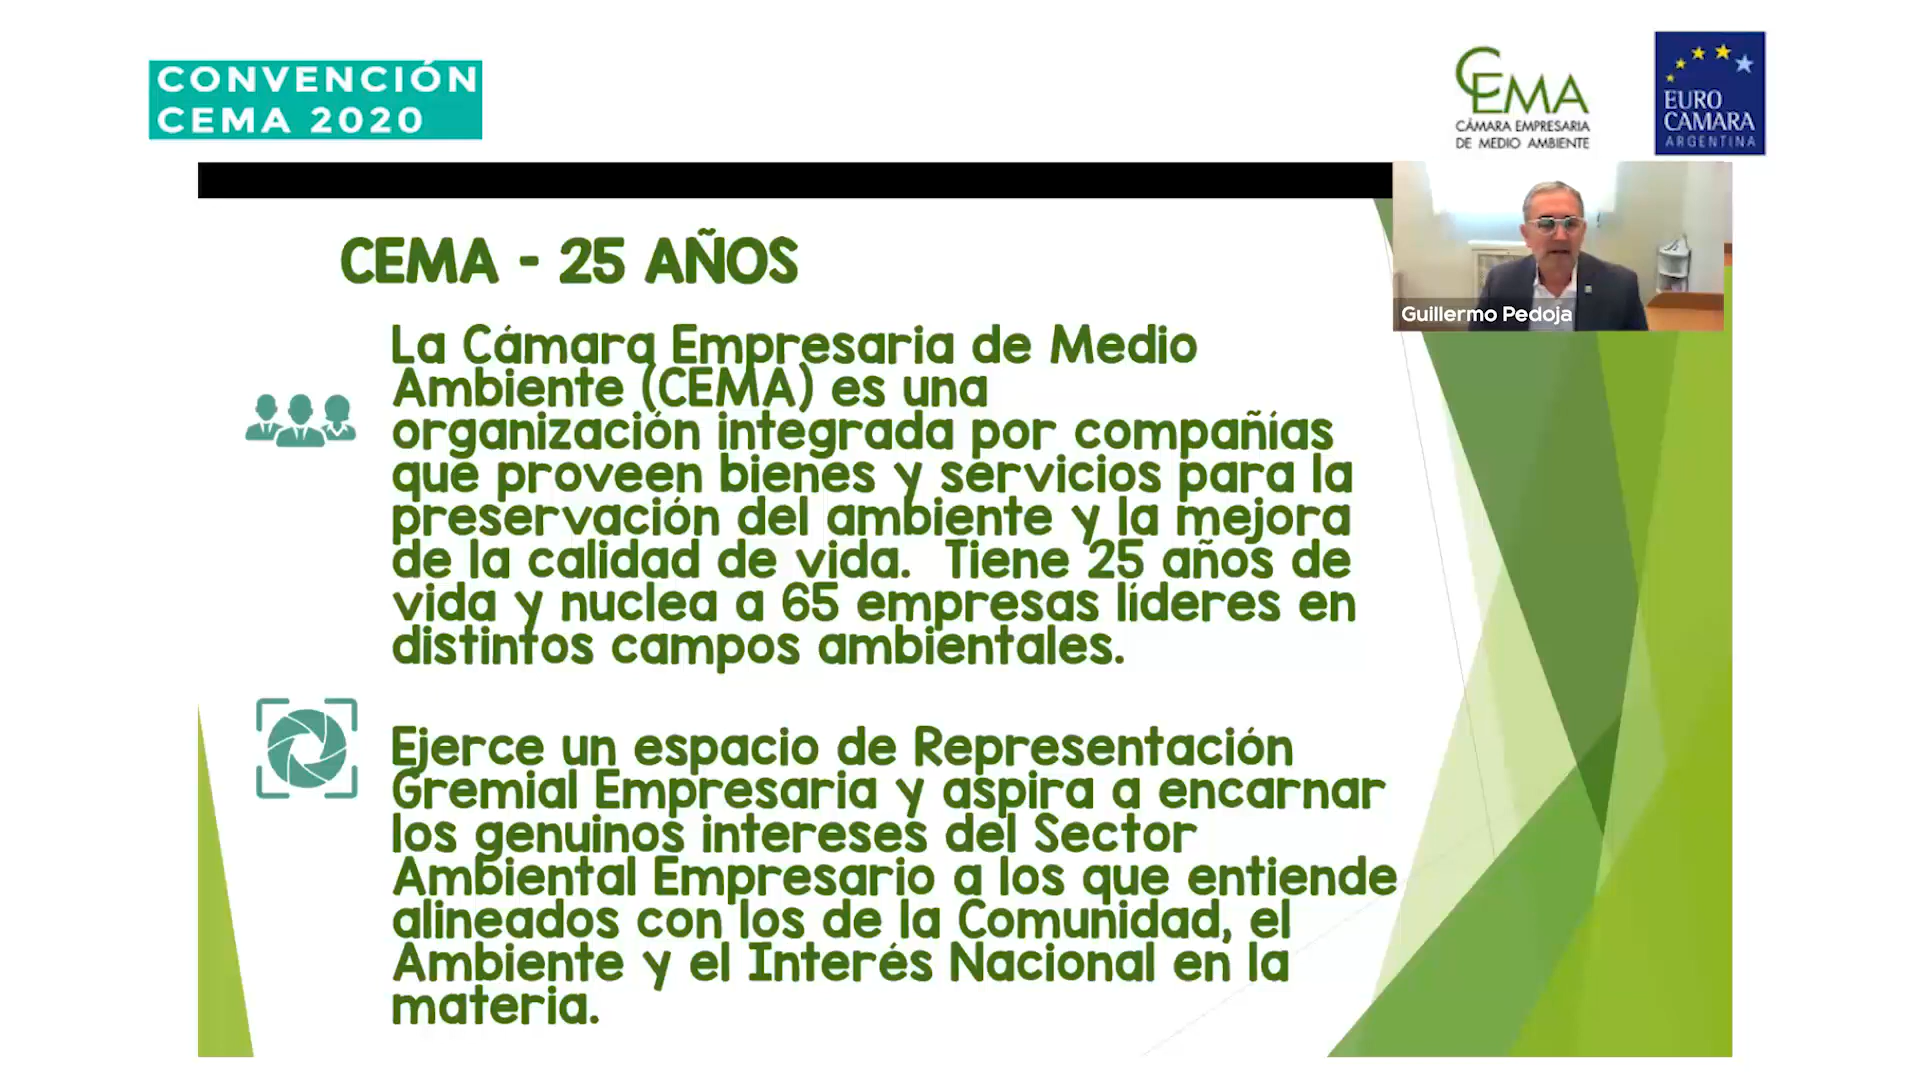 CONVENCIÓN
CEMA 2020
CEMA
CÁMARA EMPRESARIA
DE MEDIO AMBIENTE
EURO
CAMARA
ARGENTINA
Guillermo Pedoja
CEMA - 25 AÑOS
La Cámara Empresaria de Medio
Ambiente (CEMA) es una
organización integrada por compañías
que proveen bienes y servicios para la
preservación del ambiente y la mejora
de la calidad de vida. Tiene 25 años de
vida y nuclea a 65 empresas líderes en
distintos campos ambientales.
Ejerce un espacio de Representación
Gremial Empresaria y aspira a encarnar
los genuinos intereses del Sector
Ambiental Empresario a los que entiende
alineados con los de la Comunidad, el
Ambiente y el Interés Nacional en la
materia.